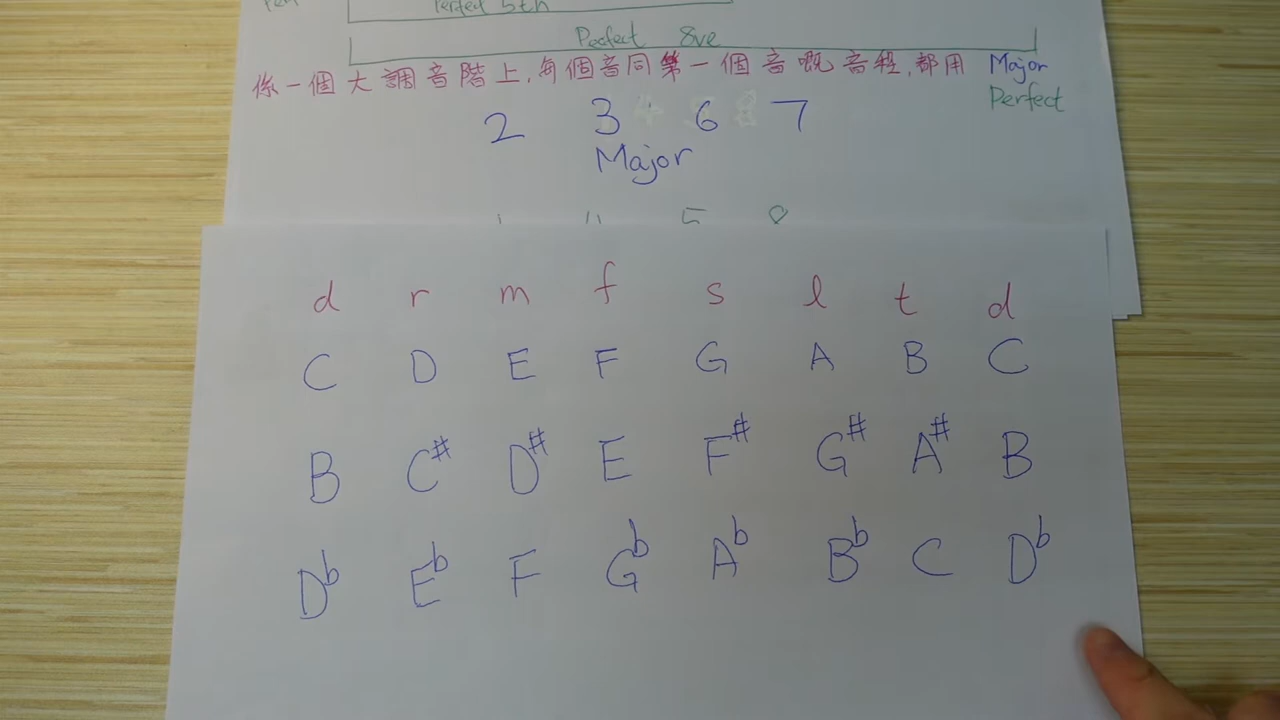 Perfect 5th
Perfect 8ve
係一個大調音階上,每個音同第一個音嘅音程,都用 Major
Perfect
2 3 6 7
Major
d r m f s l t d
C D E F G A B C
B C# D# E F# G# A# B
Db Eb F Gb Ab Bb C Db